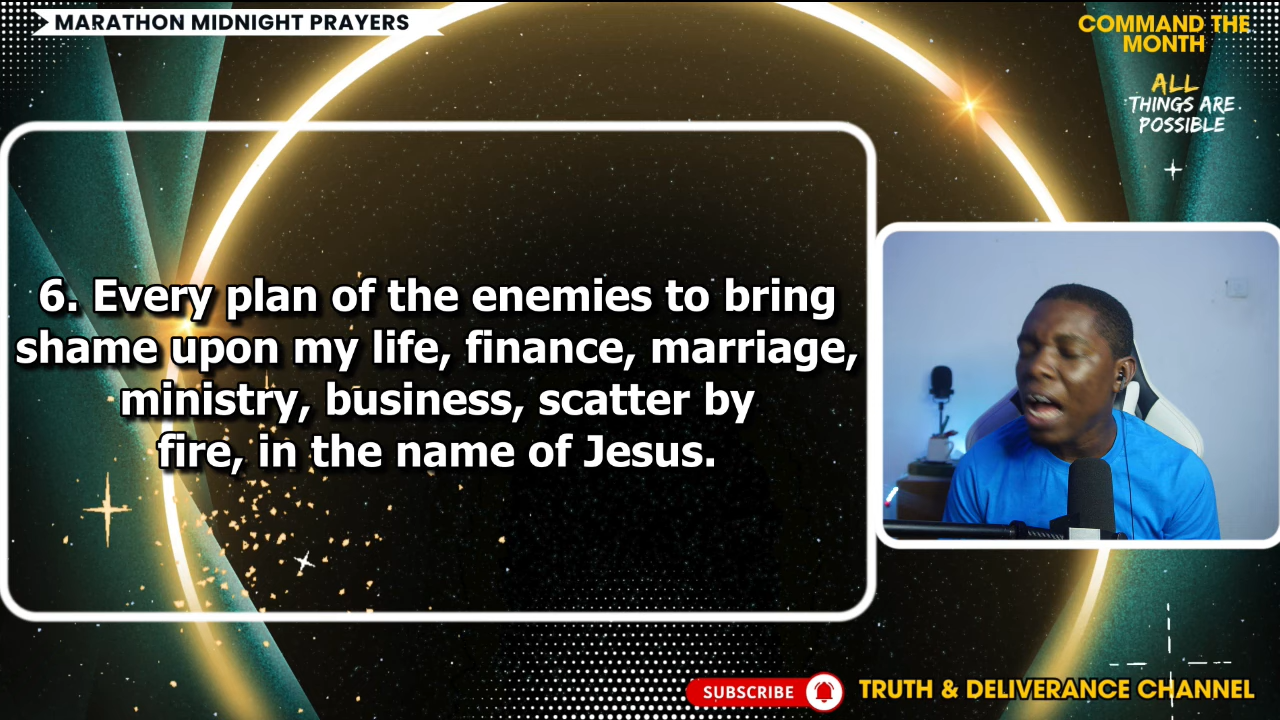 MARATHON MIDNIGHT PRAYERS
COMMAND THE
MONTH
ALL
THINGS ARE
POSSIBLE
6. Every plan of the enemies to bring
shame upon my life, finance, marriage,
ministry, business, scatter by
fire, in the name of Jesus.
SUBSCRIBE
TRUTH & DELIVERANCE CHANNEL